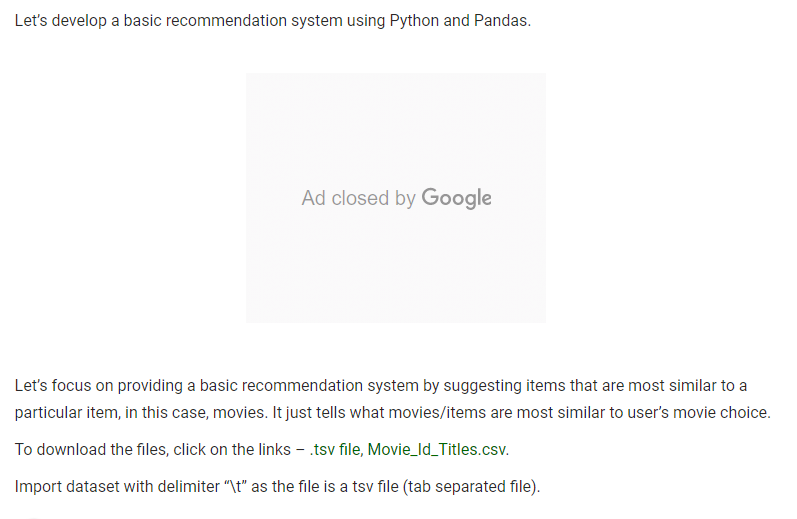 Let's develop a basic recommendation system using Python and Pandas.
Ad closed by Google
Let's focus on providing a basic recommendation system by suggesting items that are most similar to a
particular item, in this case, movies. It just tells what movies/items are most similar to user's movie choice.
To download the files, click on the links – .tsv file, Movie_Id_Titles.csv.
Import dataset with delimiter “\t” as the file is a tsv file (tab separated file).